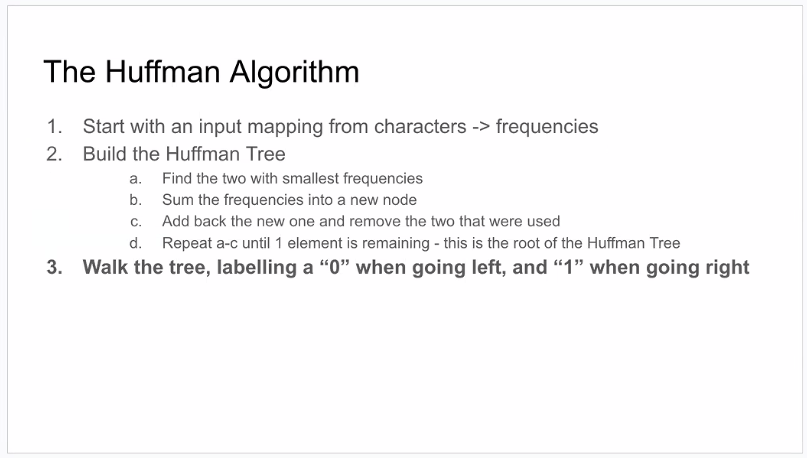 The Huffman Algorithm
1. Start with an input mapping from characters -> frequencies
2. Build the Huffman Tree
a. Find the two with smallest frequencies
b. Sum the frequencies into a new node
c. Add back the new one and remove the two that were used
d. Repeat a-c until 1 element is remaining - this is the root of the Huffman Tree
3. Walk the tree, labelling a “0” when going left, and “1” when going right